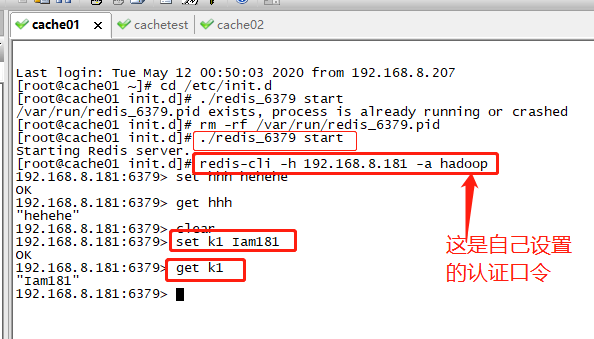 cache01
cachetest
cache02
Last login: Tue May 12 00:50:03 2020 from 192.168.8.207
[root@cache01 ~]# cd /etc/init.d
[root@cache01 init.d]# ./redis_6379 start
/var/run/redis_6379.pid exists, process is already running or crashed
[root@cache01 init.d]# rm -rf /var/run/redis_6379.pid
[root@cache01 init.d]# ./redis_6379 start
Starting Redis server.
[root@cache01 init.d]# redis-cli -h 192.168.8.181 -a hadoop
192.168.8.181:6379> set hhh hehehe
OK
192.168.8.181:6379> get hhh
"hehehe"
192.168.8.181:6379> clear
192.168.8.181:6379> set k1 Iam181
OK
192.168.8.181:6379> get k1
"Iam181"
192.168.8.181:6379>
这是自己设置
的认证口令